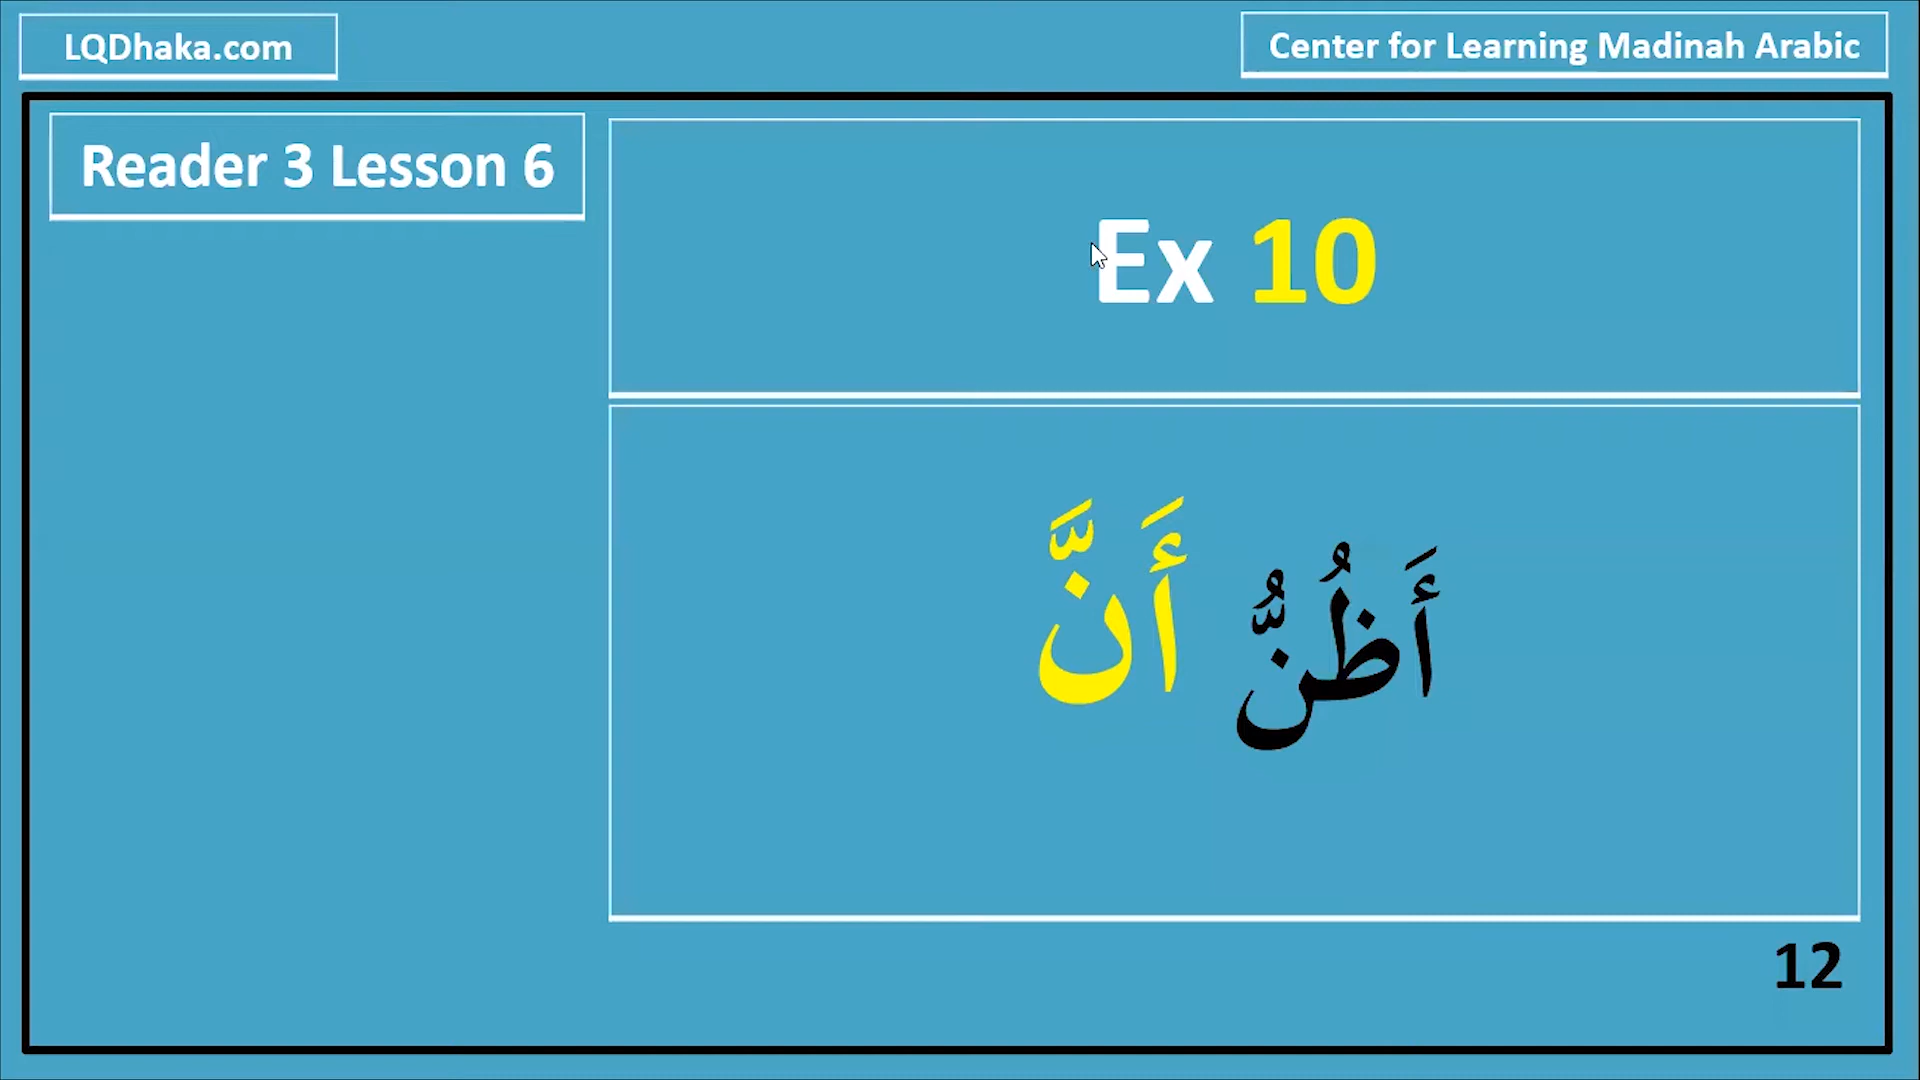 LQDhaka.com
Center for Learning Madinah Arabic
Reader 3 Lesson 6
Ex 10
أَظُنُّ أَنَّ
12